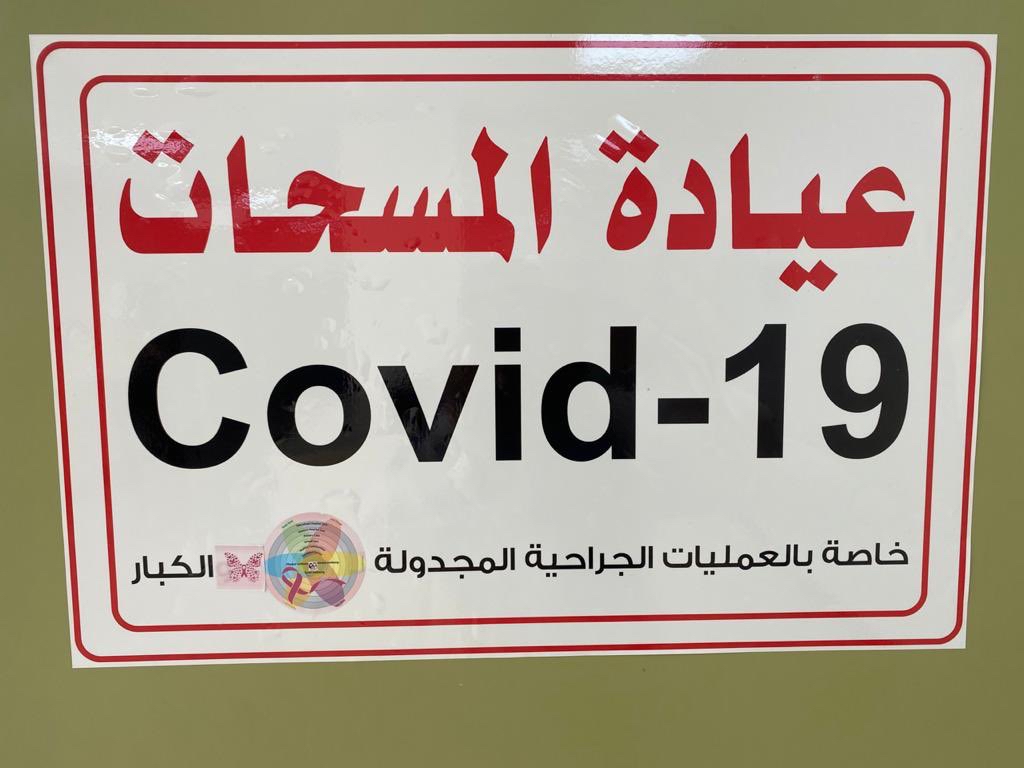 عيادة المسحات
Covid-19
خاصة بالعمليات الجراحية المجدولة الكبار